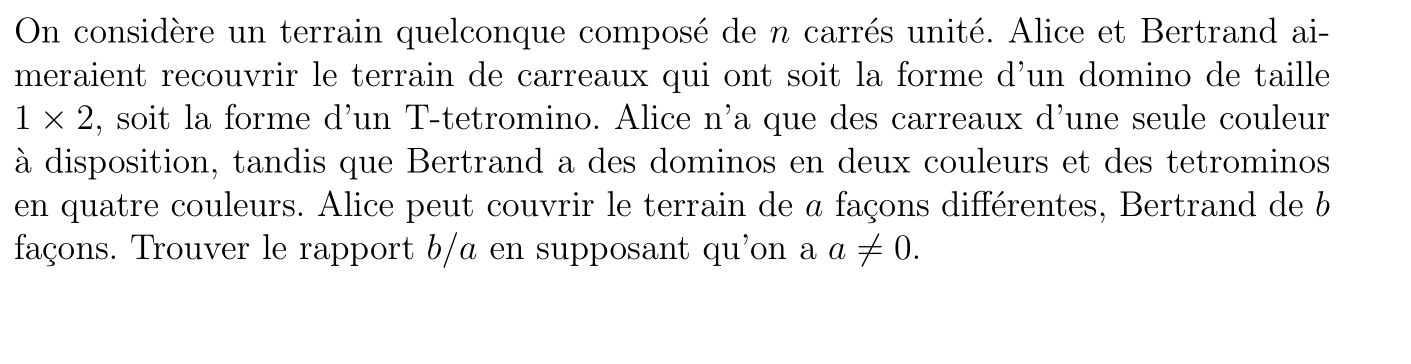 On considère un terrain quelconque composé de n carrés unité. Alice et Bertrand ai-
meraient recouvrir le terrain de carreaux qui ont soit la forme d'un domino de taille
1 × 2, soit la forme d'un T-tetromino. Alice n'a que des carreaux d'une seule couleur
à disposition, tandis que Bertrand a des dominos en deux couleurs et des tetrominos
en quatre couleurs. Alice peut couvrir le terrain de a façons différentes, Bertrand de b
façons. Trouver le rapport b/a en supposant qu'on a a ≠ 0.